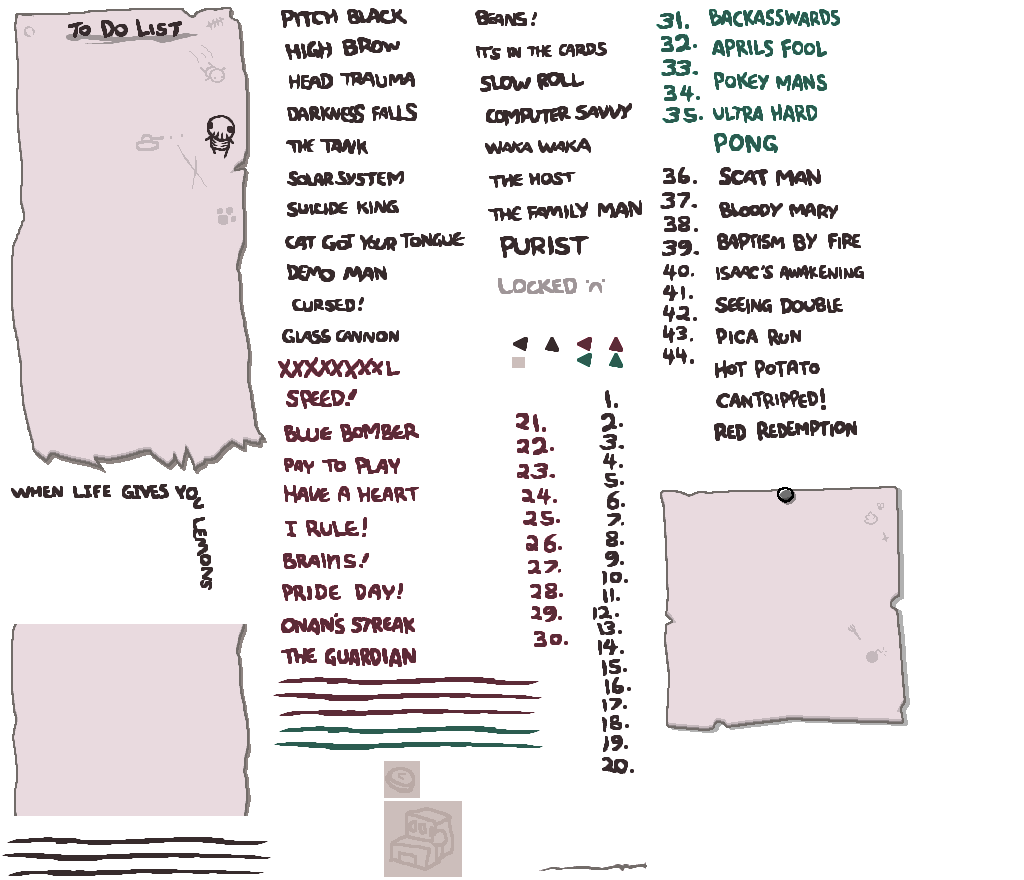 TO DO LIST
WHEN LIFE GIVES YOU LEMONS
PITCH BLACK
HIGH BROW
HEAD TRAUMA
DARKNESS FALLS
THE TANK
SOLAR SYSTEM
SUICIDE KING
CAT GOT YOUR TONGUE
DEMO MAN
CURSED!
GLASS CANNON
XXXXXXXXL
SPEED!
BLUE BOMBER
PAY TO PLAY
HAVE A HEART
I RULE!
BRAINS!
PRIDE DAY!
ONAN'S STREAK
THE GUARDIAN
BEANS!
IT'S IN THE CARDS
SLOW ROLL
COMPUTER SAVVY
WAKA WAKA
THE HOST
THE FAMILY MAN
PURIST
LOCKED 'n'
21.
22.
23.
24.
25.
26.
27.
28.
29.
30.
1.
2.
3.
4.
5.
6.
7.
8.
9.
10.
11.
12.
13.
14.
15.
16.
17.
18.
19.
20.
31.
32.
33.
34.
35.
36.
37.
38.
39.
40.
41.
42.
43.
44.
BACKASSWARDS
APRILS FOOL
POKEY MANS
ULTRA HARD
PONG
SCAT MAN
BLOODY MARY
BAPTISM BY FIRE
ISAAC'S AWAKENING
SEEING DOUBLE
PICA RUN
HOT POTATO
CANTRIPPED!
RED REDEMPTION